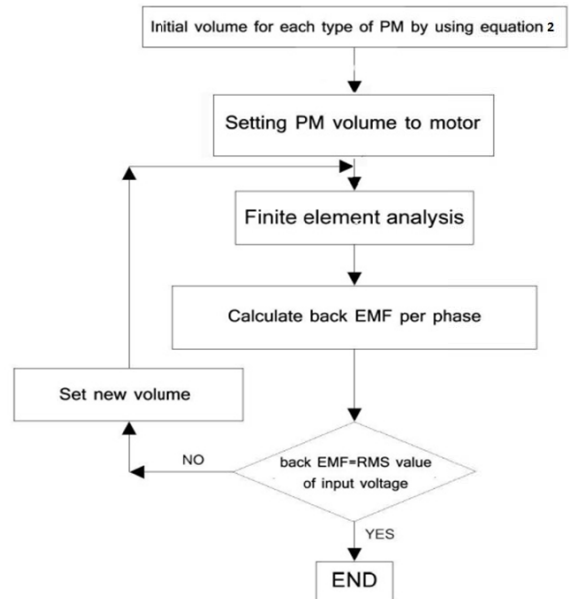 Initial volume for each type of PM by using equation 2
Setting PM volume to motor
Finite element analysis
Calculate back EMF per phase
Set new volume
NO
back EMF=RMS value
of input voltage
YES
END